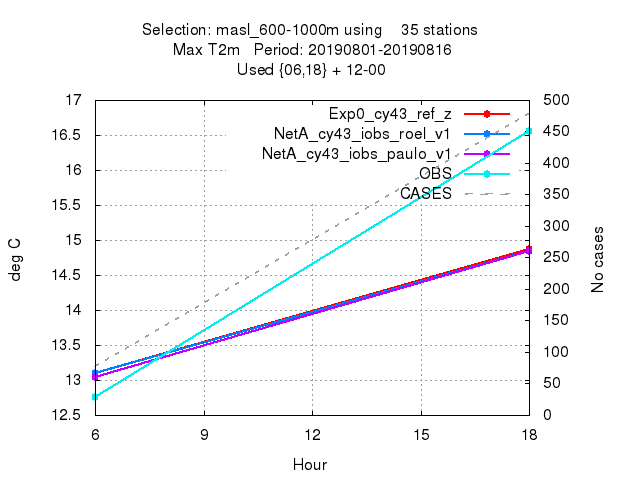 Selection: masl_600-1000m using    35 stations
Max T2m   Period: 20190801-20190816
Used {06,18} + 12-00
17
16.5
16
15.5
15
14.5
14
13.5
13
12.5
500
450
400
350
300
250
200
150
100
50
0
Exp0_cy43_ref_z
NetA_cy43_iobs_roel_v1
NetA_cy43_iobs_paulo_v1
OBS
CASES
deg C
No cases
6 9 12 15 18
Hour